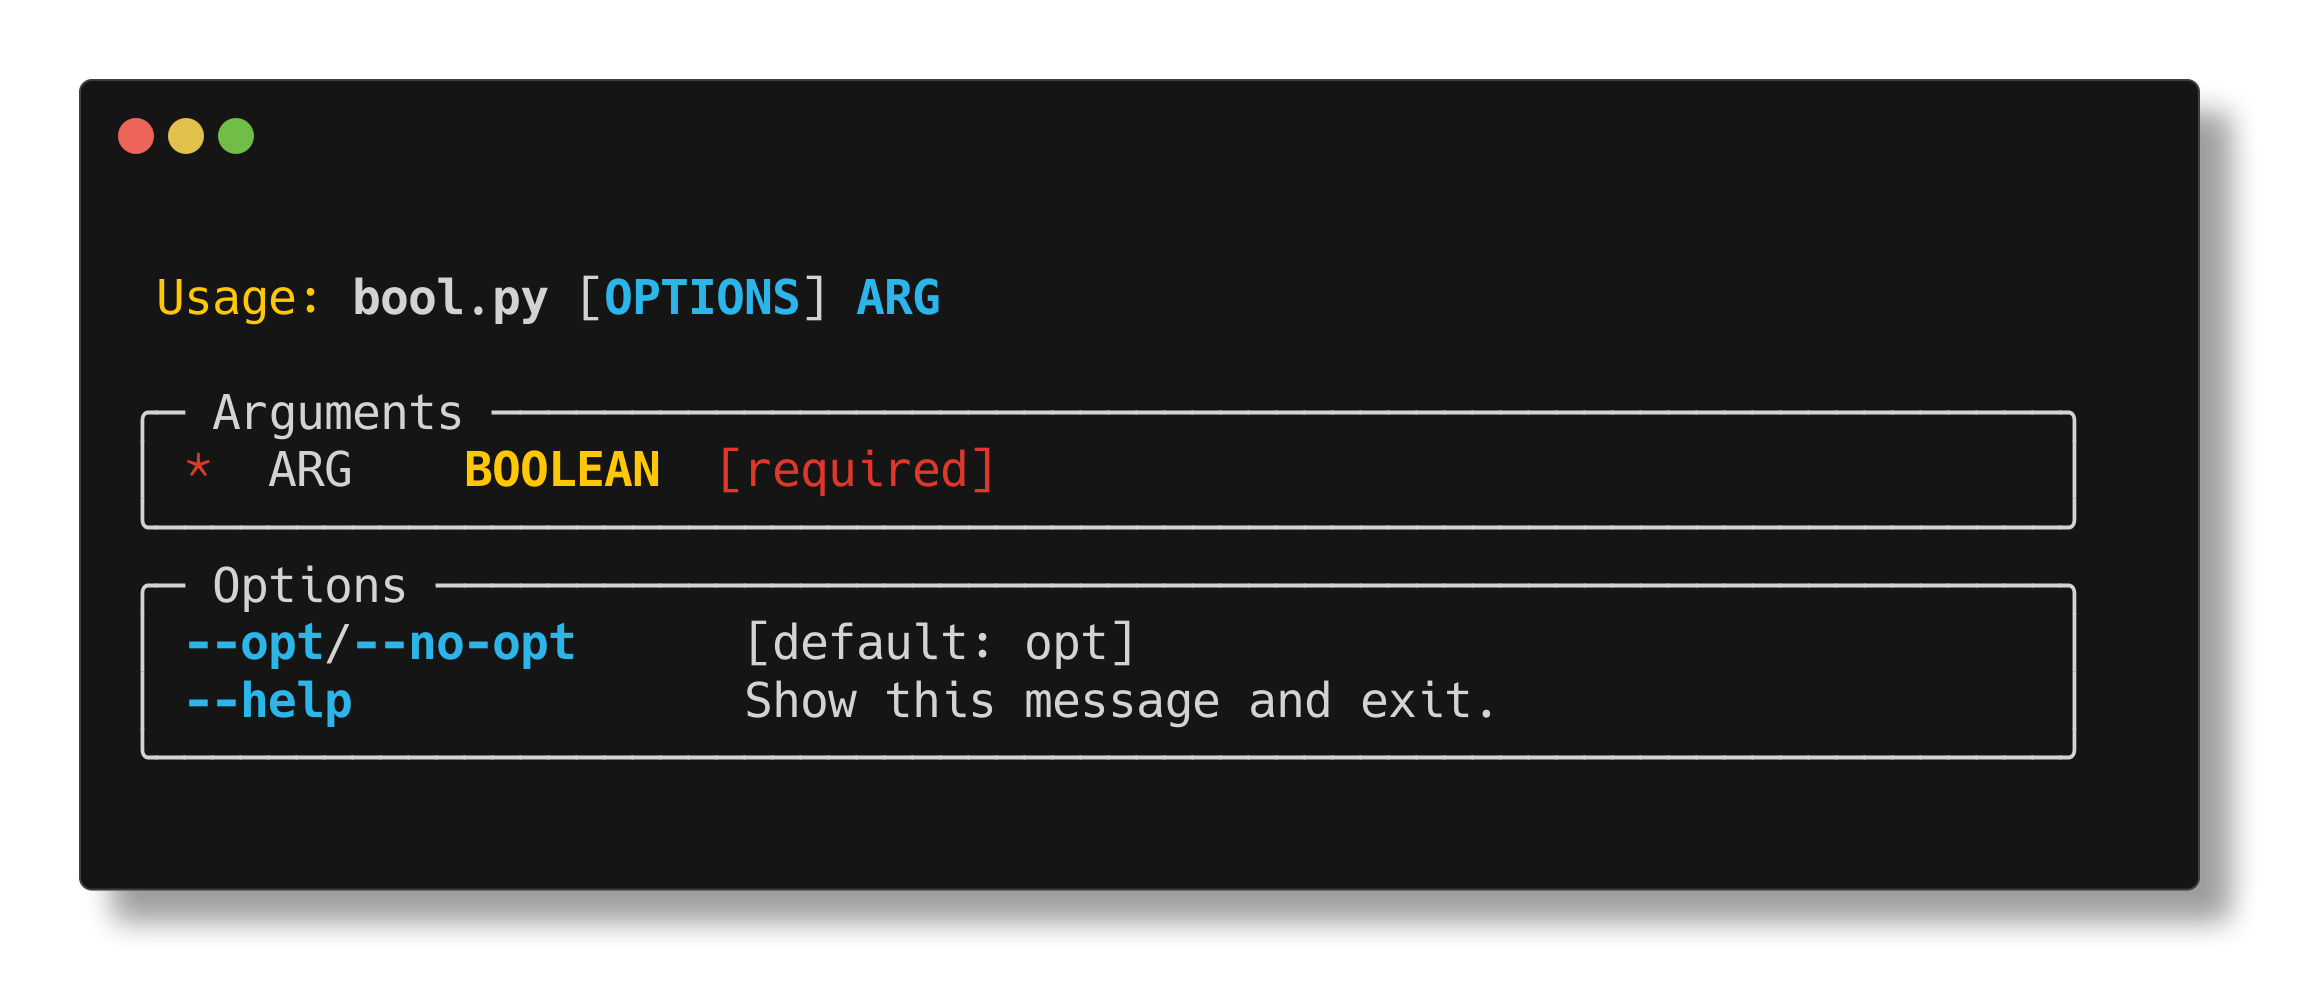 Usage: bool.py [OPTIONS] ARG
Arguments
* ARG BOOLEAN [required]
Options
--opt/--no-opt [default: opt]
--help Show this message and exit.